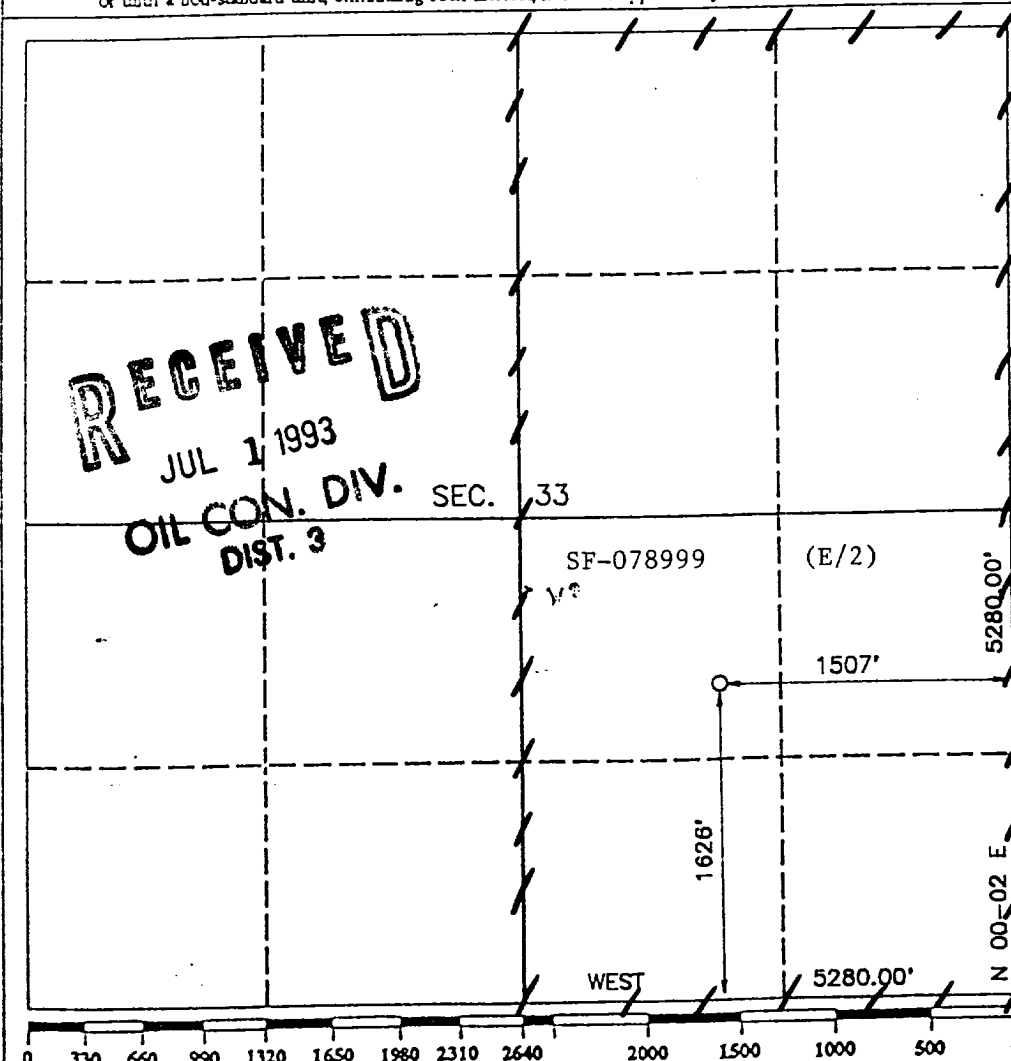 RECEIVED
JUL 1 1993
OIL CON. DIV.
DIST. 3
SEC. 33
SF-078999 (E/2)
5280.00'
1507'
1626'
N 00-02 E
WEST 5280.00'
0 330 660 990 1320 1650 1980 2310 2640 2000 1500 1000 500